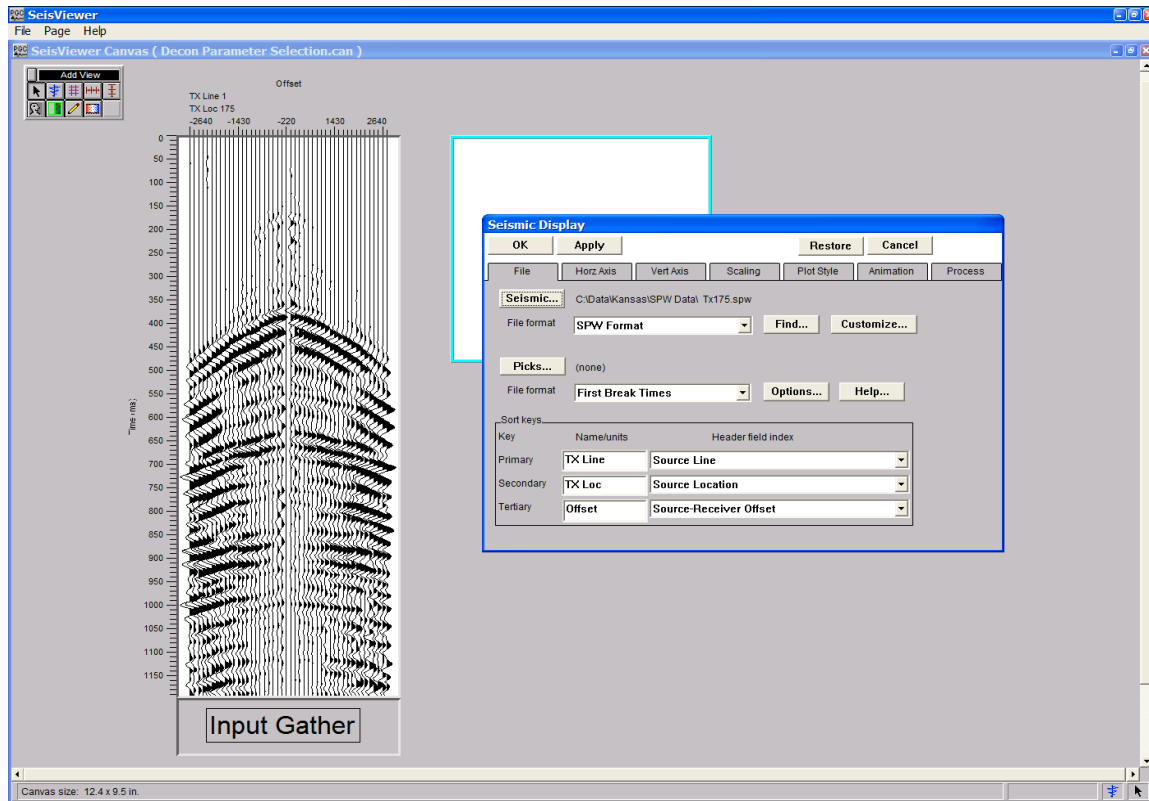 SeisViewer
File Page Help
SeisViewer Canvas ( Decon Parameter Selection.can )
Add View
Offset
TX Line 1
TX Loc 175
-2640 -1430 -220 1430 2640
0
50
100
150
200
250
300
350
400
450
500
550
600
650
700
750
800
850
900
950
1000
1050
1100
1150
Time (ms)
Input Gather
Seismic Display
OK Apply Restore Cancel
File Horz Axis Vert Axis Scaling Plot Style Animation Process
Seismic... C:\Data\Kansas\SPW Data\ Tx175.spw
File format SPW Format Find... Customize...
Picks... (none)
File format First Break Times Options... Help...
Sort keys
Key Name/units Header field index
Primary TX Line Source Line
Secondary TX Loc Source Location
Tertiary Offset Source-Receiver Offset
Canvas size: 12.4 x 9.5 in.